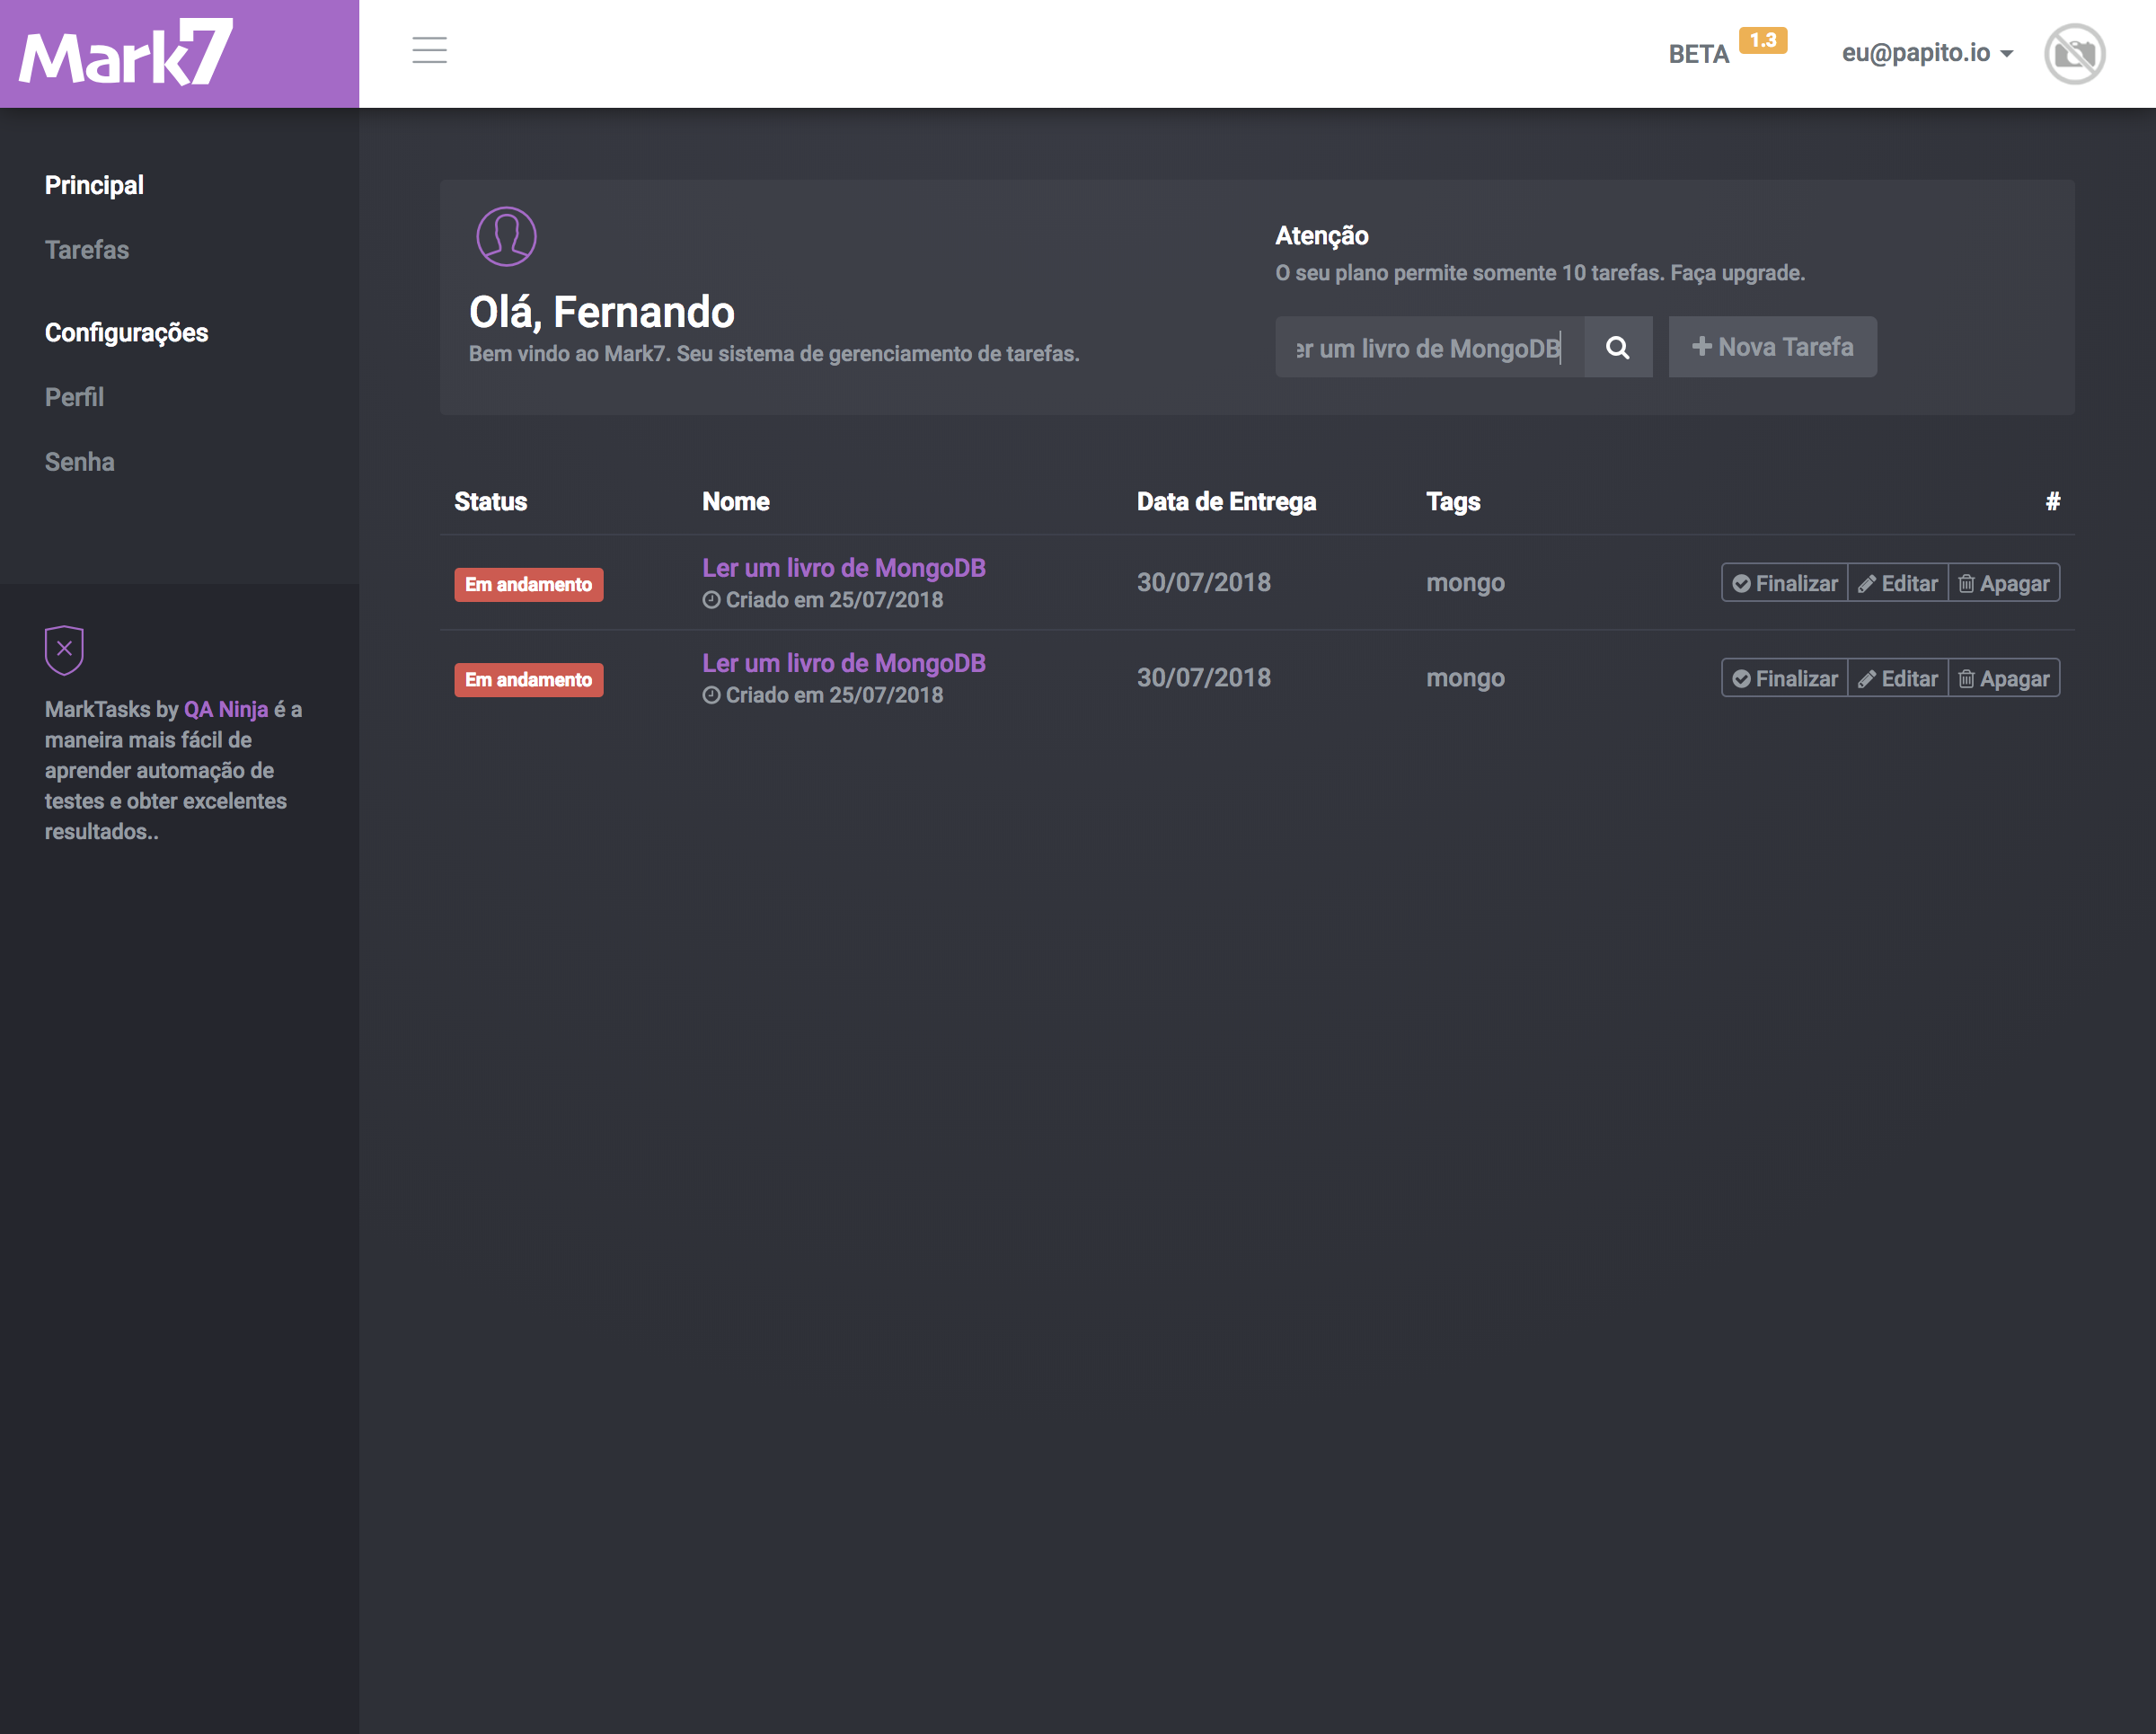 Mark7
BETA 1.3
eu@papito.io
Principal
Tarefas
Configurações
Perfil
Senha
MarkTasks by QA Ninja é a
maneira mais fácil de
aprender automação de
testes e obter excelentes
resultados..
Olá, Fernando
Bem vindo ao Mark7. Seu sistema de gerenciamento de tarefas.
Atenção
O seu plano permite somente 10 tarefas. Faça upgrade.
er um livro de MongoDB
Nova Tarefa
Status Nome Data de Entrega Tags #
Em andamento Ler um livro de MongoDB 30/07/2018 mongo Finalizar Editar Apagar
Criado em 25/07/2018
Em andamento Ler um livro de MongoDB 30/07/2018 mongo Finalizar Editar Apagar
Criado em 25/07/2018